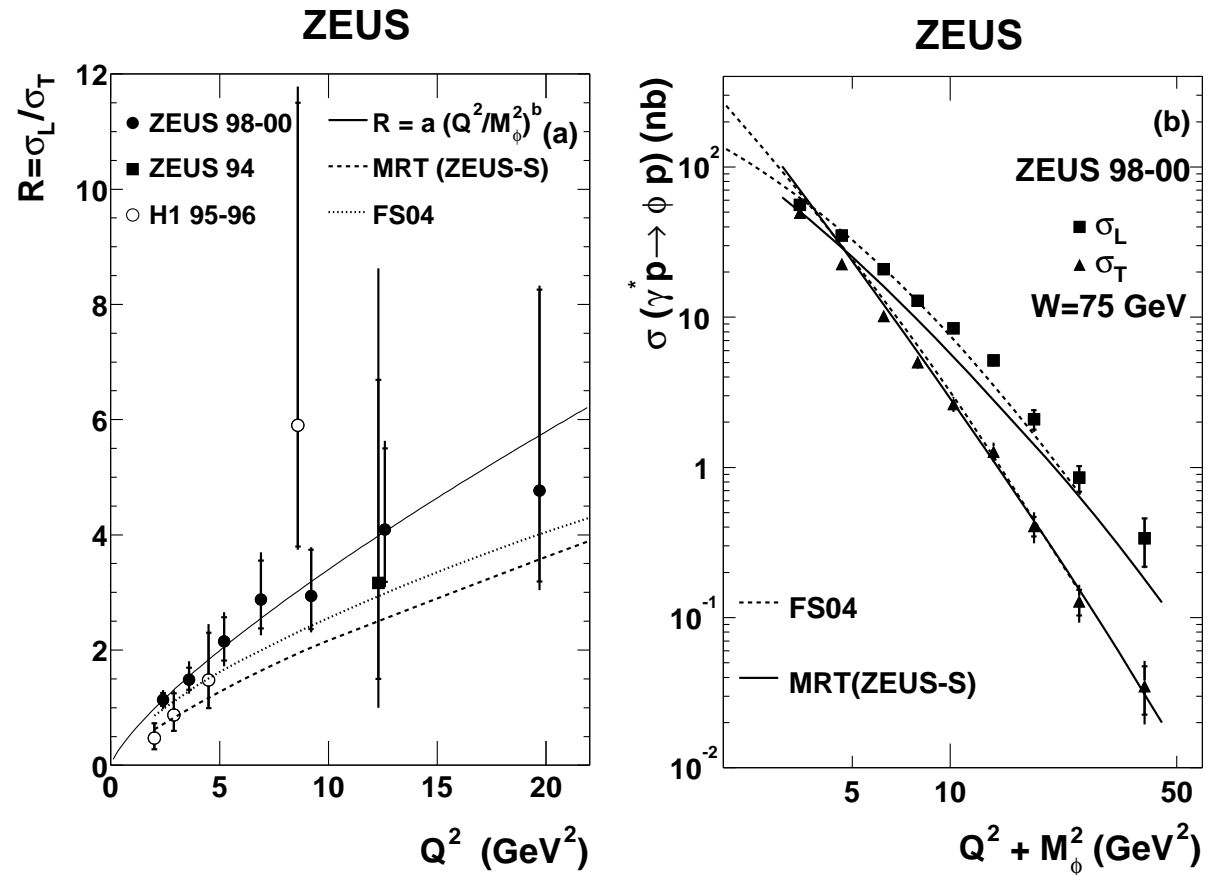 ZEUS
R=σL/σT
12
10
8
6
4
2
0
ZEUS 98-00
ZEUS 94
H1 95-96
R = a (Q²/M²ϕ)ᵇ (a)
MRT (ZEUS-S)
FS04
0 5 10 15 20
Q² (GeV²)
ZEUS
σ (γ* p → ϕ p) (nb)
10²
10
1
10⁻¹
10⁻²
(b)
ZEUS 98-00
σL
σT
W=75 GeV
FS04
MRT(ZEUS-S)
5 10 50
Q² + M²ϕ (GeV²)